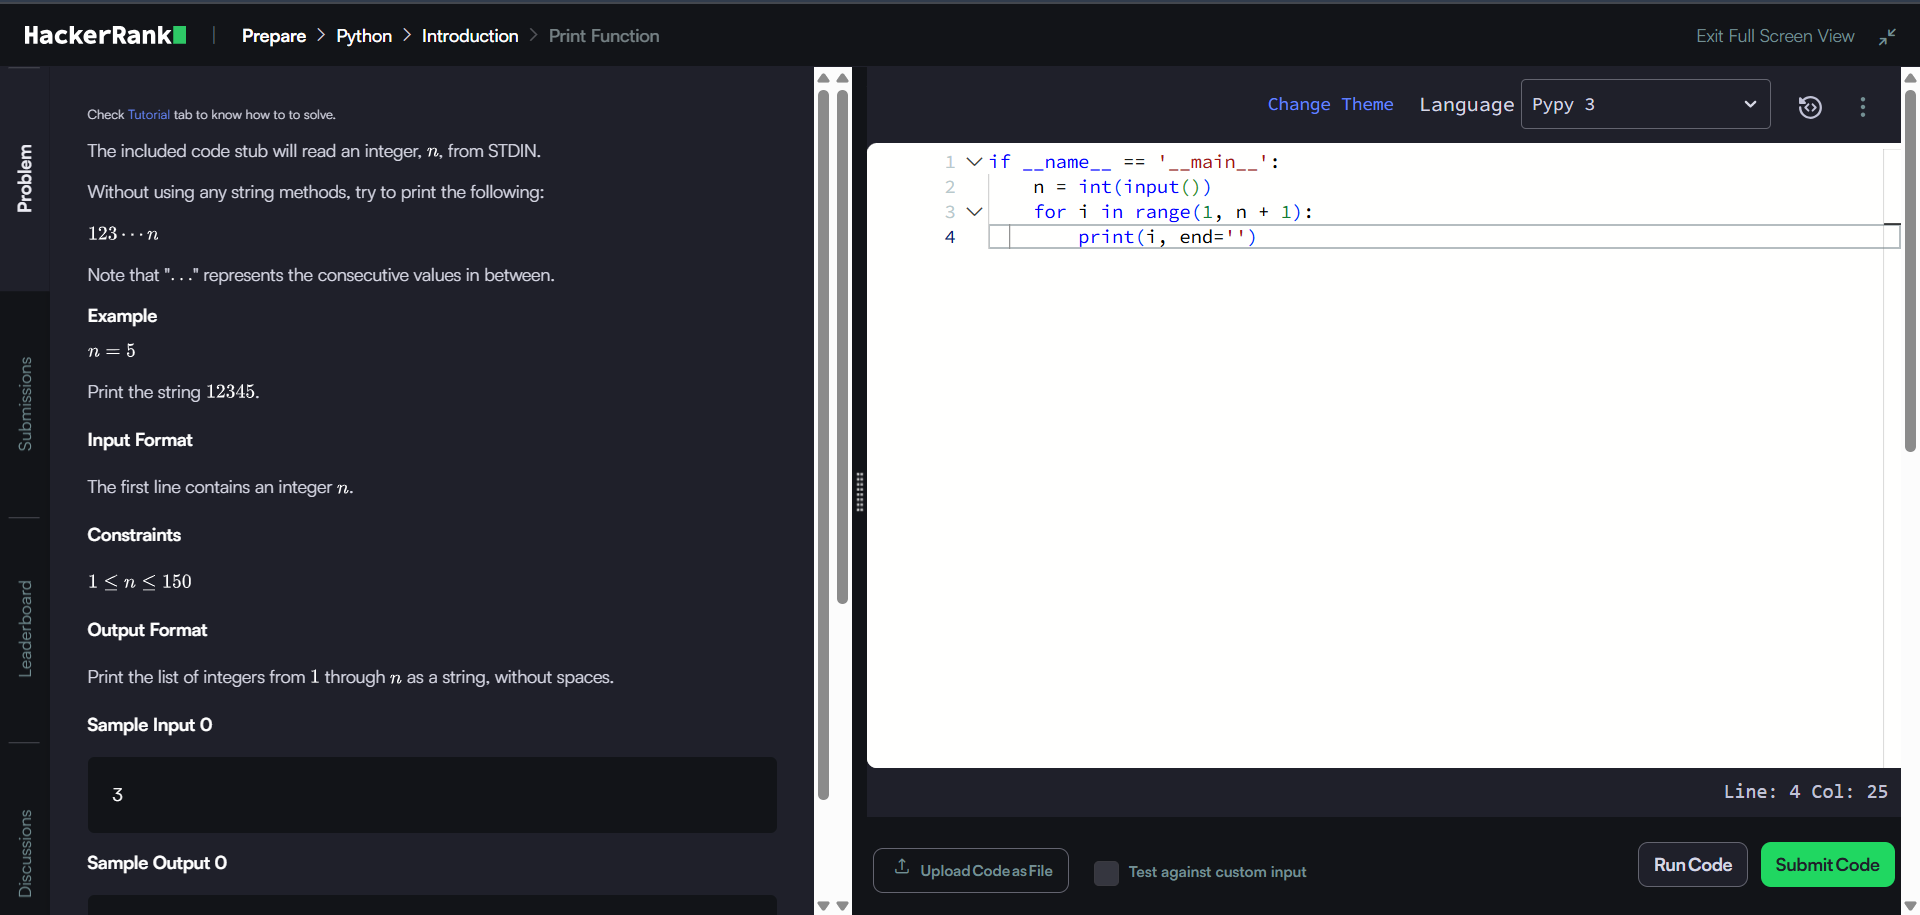 HackerRank | Prepare > Python > Introduction > Print Function
Exit Full Screen View
Problem
Submissions
Leaderboard
Discussions
Check Tutorial tab to know how to to solve.
The included code stub will read an integer, n, from STDIN.
Without using any string methods, try to print the following:
123⋯n
Note that "..." represents the consecutive values in between.
Example
n = 5
Print the string 12345.
Input Format
The first line contains an integer n.
Constraints
1 ≤ n ≤ 150
Output Format
Print the list of integers from 1 through n as a string, without spaces.
Sample Input 0
3
Sample Output 0
Change Theme Language Pypy 3
1 if __name__ == '__main__':
2 n = int(input())
3 for i in range(1, n + 1):
4 print(i, end='')
Line: 4 Col: 25
Upload Code as File
Test against custom input
Run Code
Submit Code